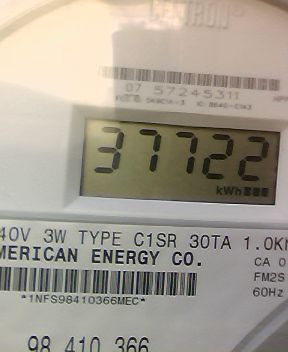 CENTRON®
07 57245311
37722
kWh
40V 3W TYPE C1SR 30TA 1.0K
MERICAN ENERGY CO.
CA 0
FM2S
60Hz
*1NFS98410366MEC*
98 410 366